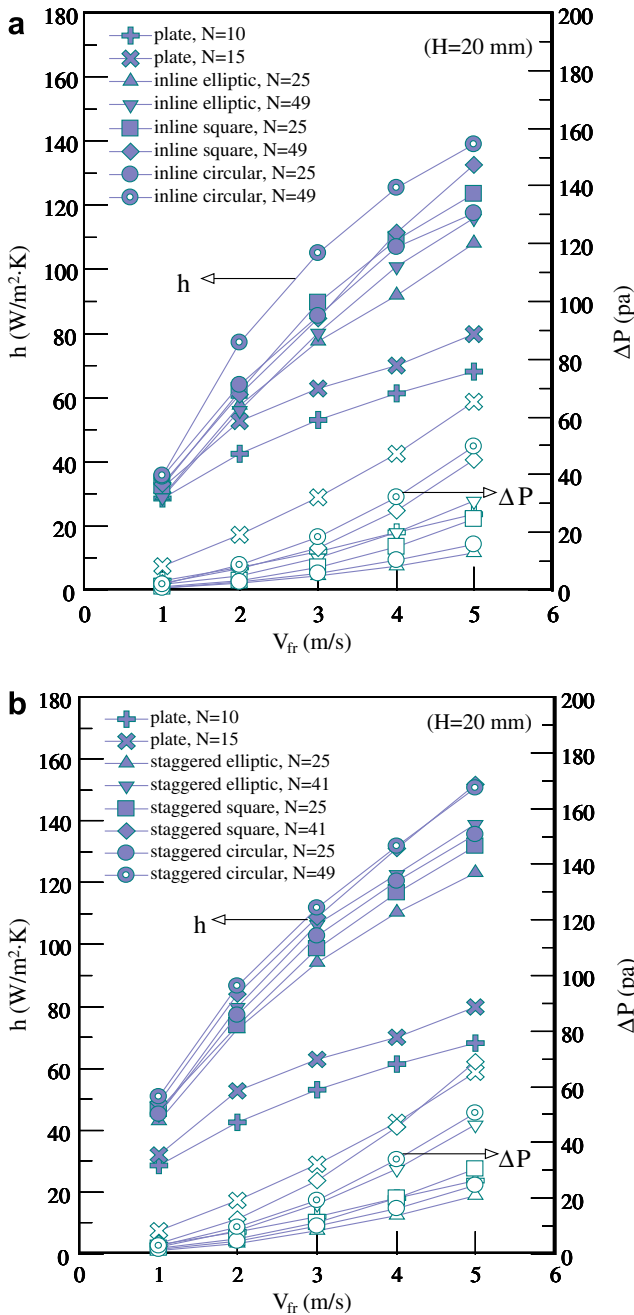 a
180
160
140
120
100
80
60
40
20
0
h (W/m²·K)
plate, N=10
plate, N=15
inline elliptic, N=25
inline elliptic, N=49
inline square, N=25
inline square, N=49
inline circular, N=25
inline circular, N=49
(H=20 mm)
h
ΔP
200
180
160
140
120
100
80
60
40
20
0
ΔP (pa)
0 1 2 3 4 5 6
V_fr (m/s)
b
180
160
140
120
100
80
60
40
20
0
h (W/m²·K)
plate, N=10
plate, N=15
staggered elliptic, N=25
staggered elliptic, N=41
staggered square, N=25
staggered square, N=41
staggered circular, N=25
staggered circular, N=49
(H=20 mm)
h
ΔP
200
180
160
140
120
100
80
60
40
20
0
ΔP (pa)
0 1 2 3 4 5 6
V_fr (m/s)